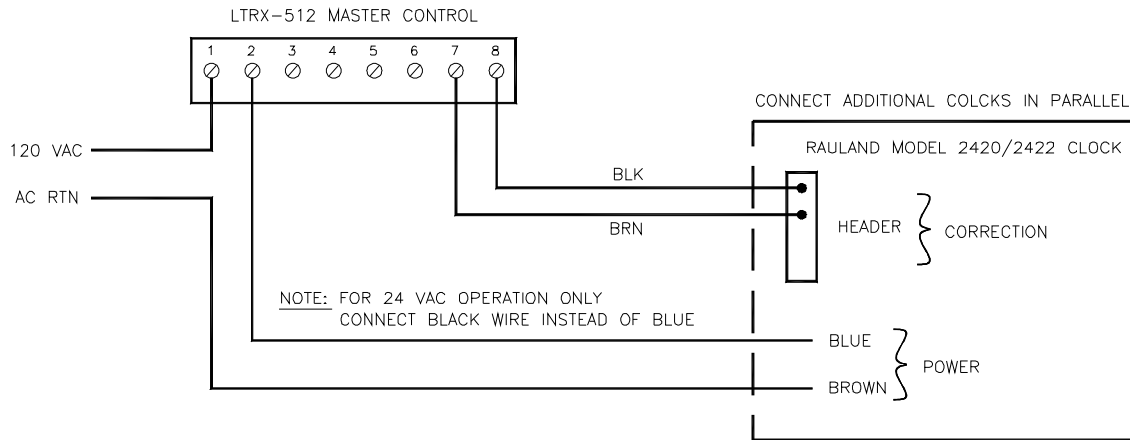 LTRX-512 MASTER CONTROL
1 2 3 4 5 6 7 8
CONNECT ADDITIONAL COLCKS IN PARALLEL
120 VAC
RAULAND MODEL 2420/2422 CLOCK
BLK
AC RTN
BRN
HEADER
CORRECTION
NOTE: FOR 24 VAC OPERATION ONLY
CONNECT BLACK WIRE INSTEAD OF BLUE
BLUE
POWER
BROWN